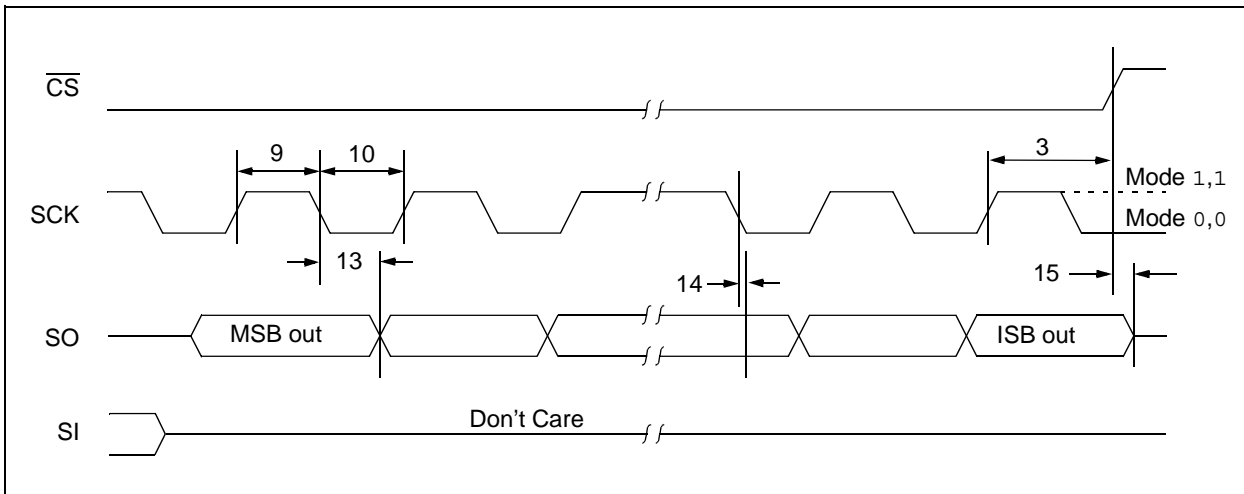 CS
9
10
3
Mode 1,1
SCK
Mode 0,0
13
14
15
SO
MSB out
ISB out
Don't Care
SI